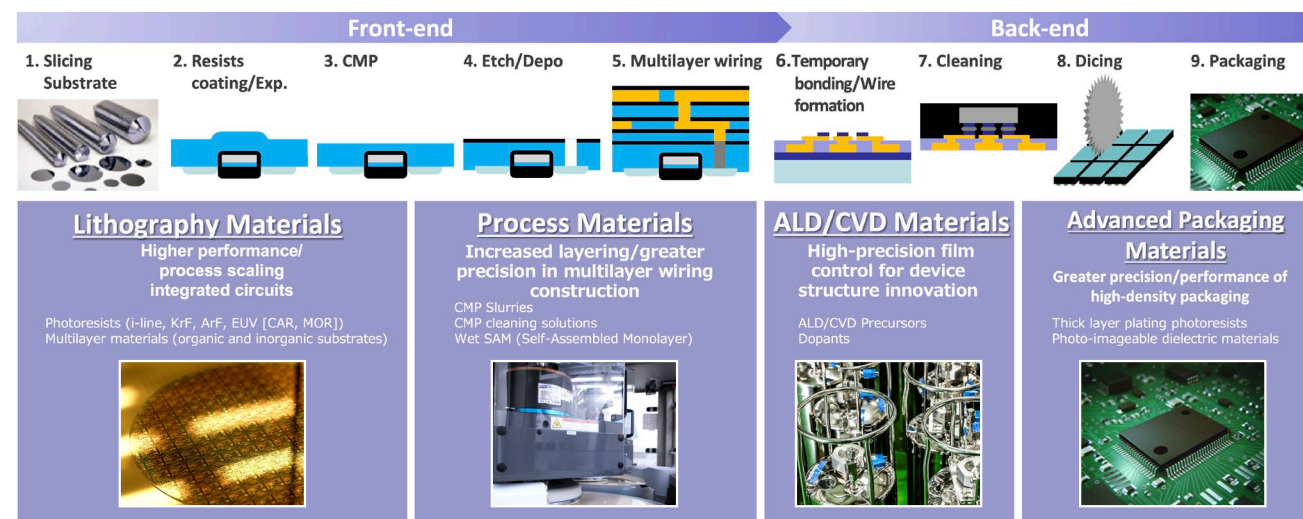 Front-end
Back-end
1. Slicing
Substrate
2. Resists
coating/Exp.
3. CMP
4. Etch/Depo
5. Multilayer wiring
6.Temporary
bonding/Wire
formation
7. Cleaning
8. Dicing
9. Packaging
Lithography Materials
Higher performance/
process scaling
integrated circuits
Photoresists (i-line, KrF, ArF, EUV [CAR, MOR])
Multilayer materials (organic and inorganic substrates)
Process Materials
Increased layering/greater
precision in multilayer wiring
construction
CMP Slurries
CMP cleaning solutions
Wet SAM (Self-Assembled Monolayer)
ALD/CVD Materials
High-precision film
control for device
structure innovation
ALD/CVD Precursors
Dopants
Advanced Packaging
Materials
Greater precision/performance of
high-density packaging
Thick layer plating photoresists
Photo-imageable dielectric materials